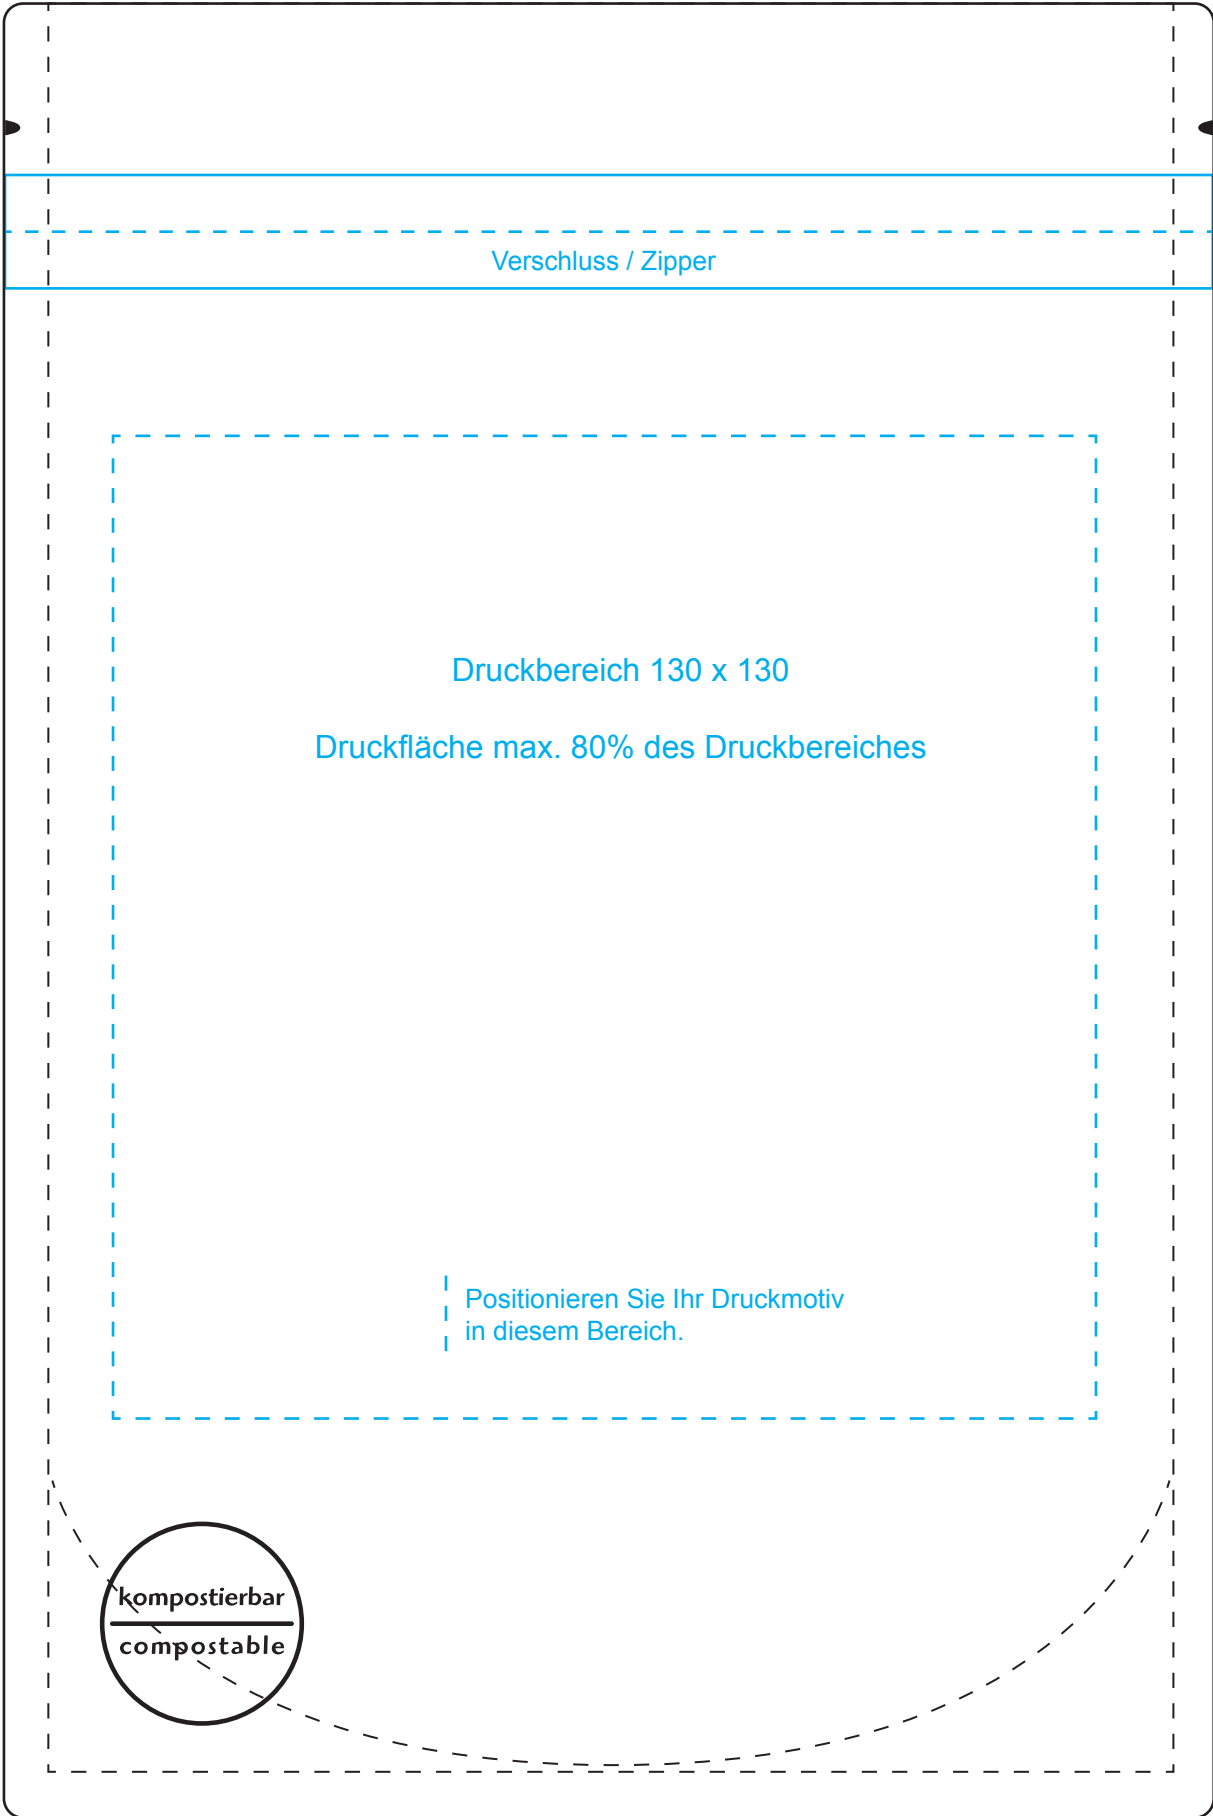 Verschluss / Zipper
Druckbereich 130 x 130
Druckfläche max. 80% des Druckbereiches
Positionieren Sie Ihr Druckmotiv
in diesem Bereich.
kompostierbar
compostable